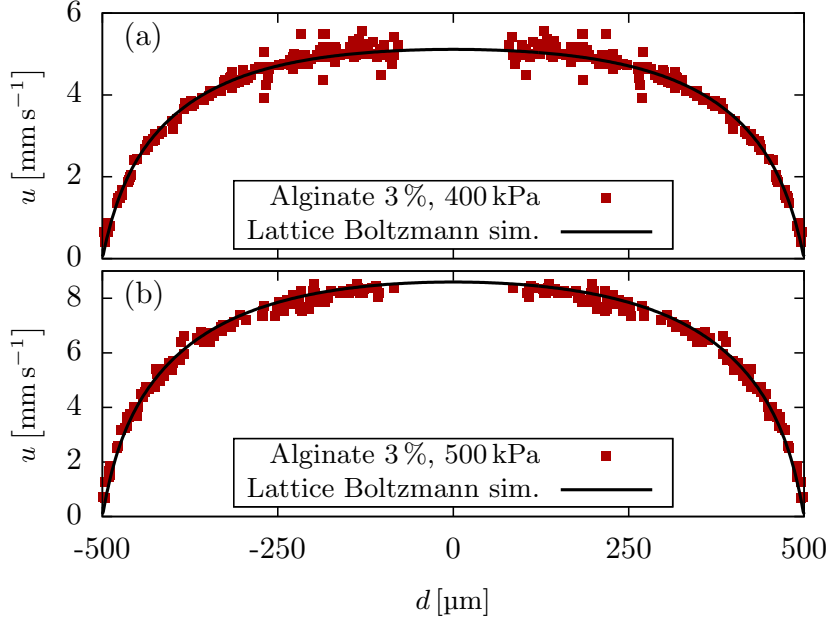 (a)
6
4
2
0
u [mm s⁻¹]
Alginate 3 %, 400 kPa
Lattice Boltzmann sim.
(b)
8
6
4
2
0
u [mm s⁻¹]
Alginate 3 %, 500 kPa
Lattice Boltzmann sim.
-500 -250 0 250 500
d [µm]